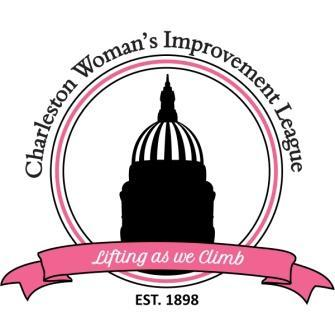 Charleston Woman's Improvement League
Lifting as we Climb
EST. 1898